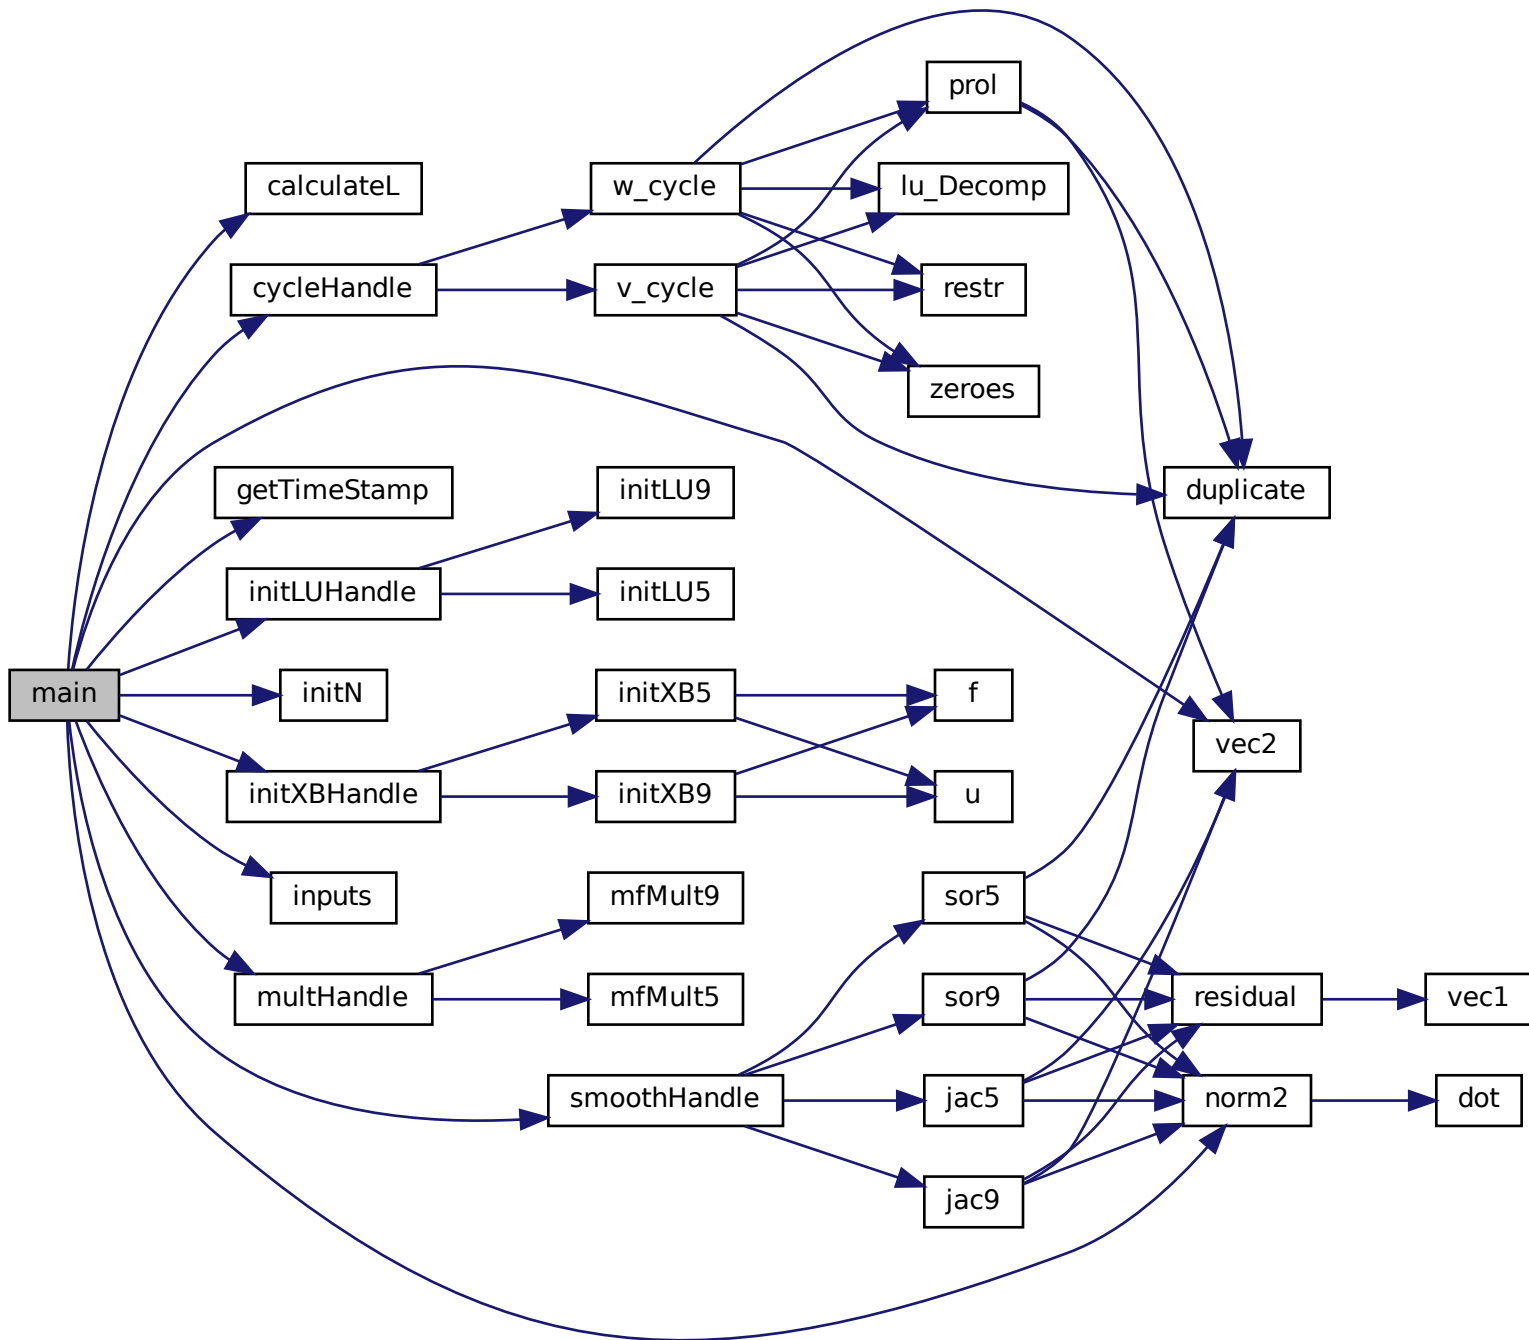 prol
calculateL
w_cycle
lu_Decomp
cycleHandle
v_cycle
restr
zeroes
getTimeStamp
initLU9
duplicate
initLUHandle
initLU5
main
initN
initXB5
f
vec2
initXBHandle
initXB9
u
inputs
mfMult9
sor5
multHandle
mfMult5
sor9
residual
vec1
smoothHandle
jac5
norm2
dot
jac9